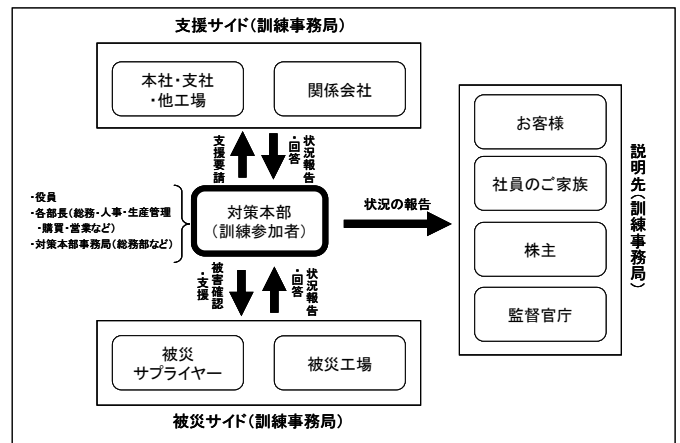 支援サイド(訓練事務局)
本社・支社
・他工場
関係会社
支援要請
状況報告
・回答
・役員
・各部長(総務・人事・生産管理
・購買・営業など)
・対策本部事務局(総務部など)
対策本部
(訓練参加者)
状況の報告
被害確認
・支援
状況報告
・回答
被災
サプライヤー
被災工場
被災サイド(訓練事務局)
お客様
社員のご家族
株主
監督官庁
説明先(訓練事務局)